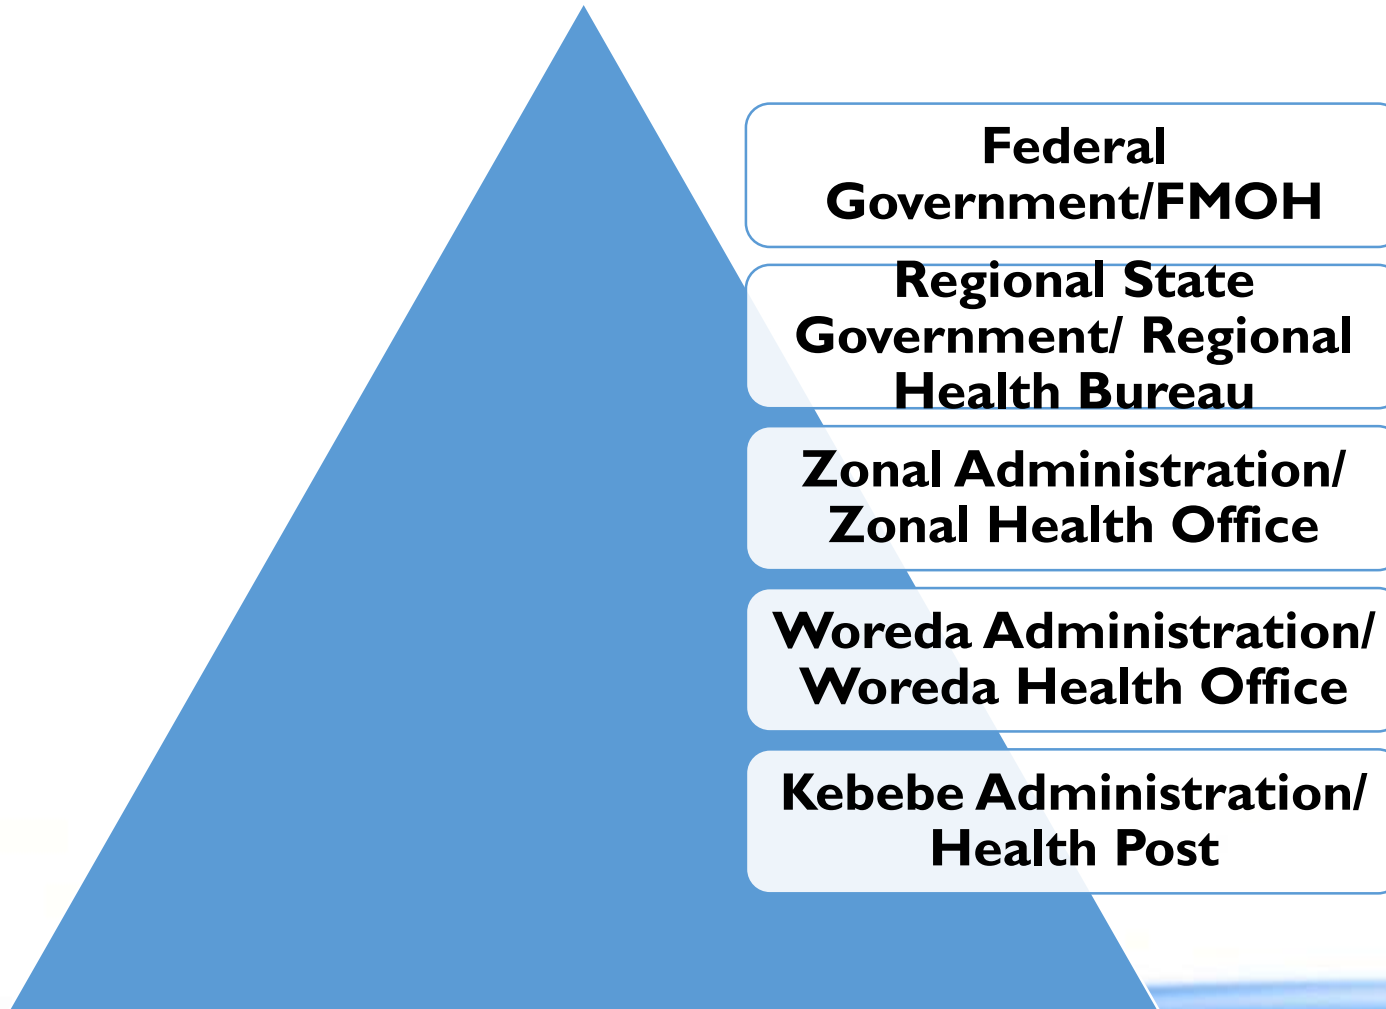 Federal
Government/FMOH
Regional State
Government/ Regional
Health Bureau
Zonal Administration/
Zonal Health Office
Woreda Administration/
Woreda Health Office
Kebebe Administration/
Health Post